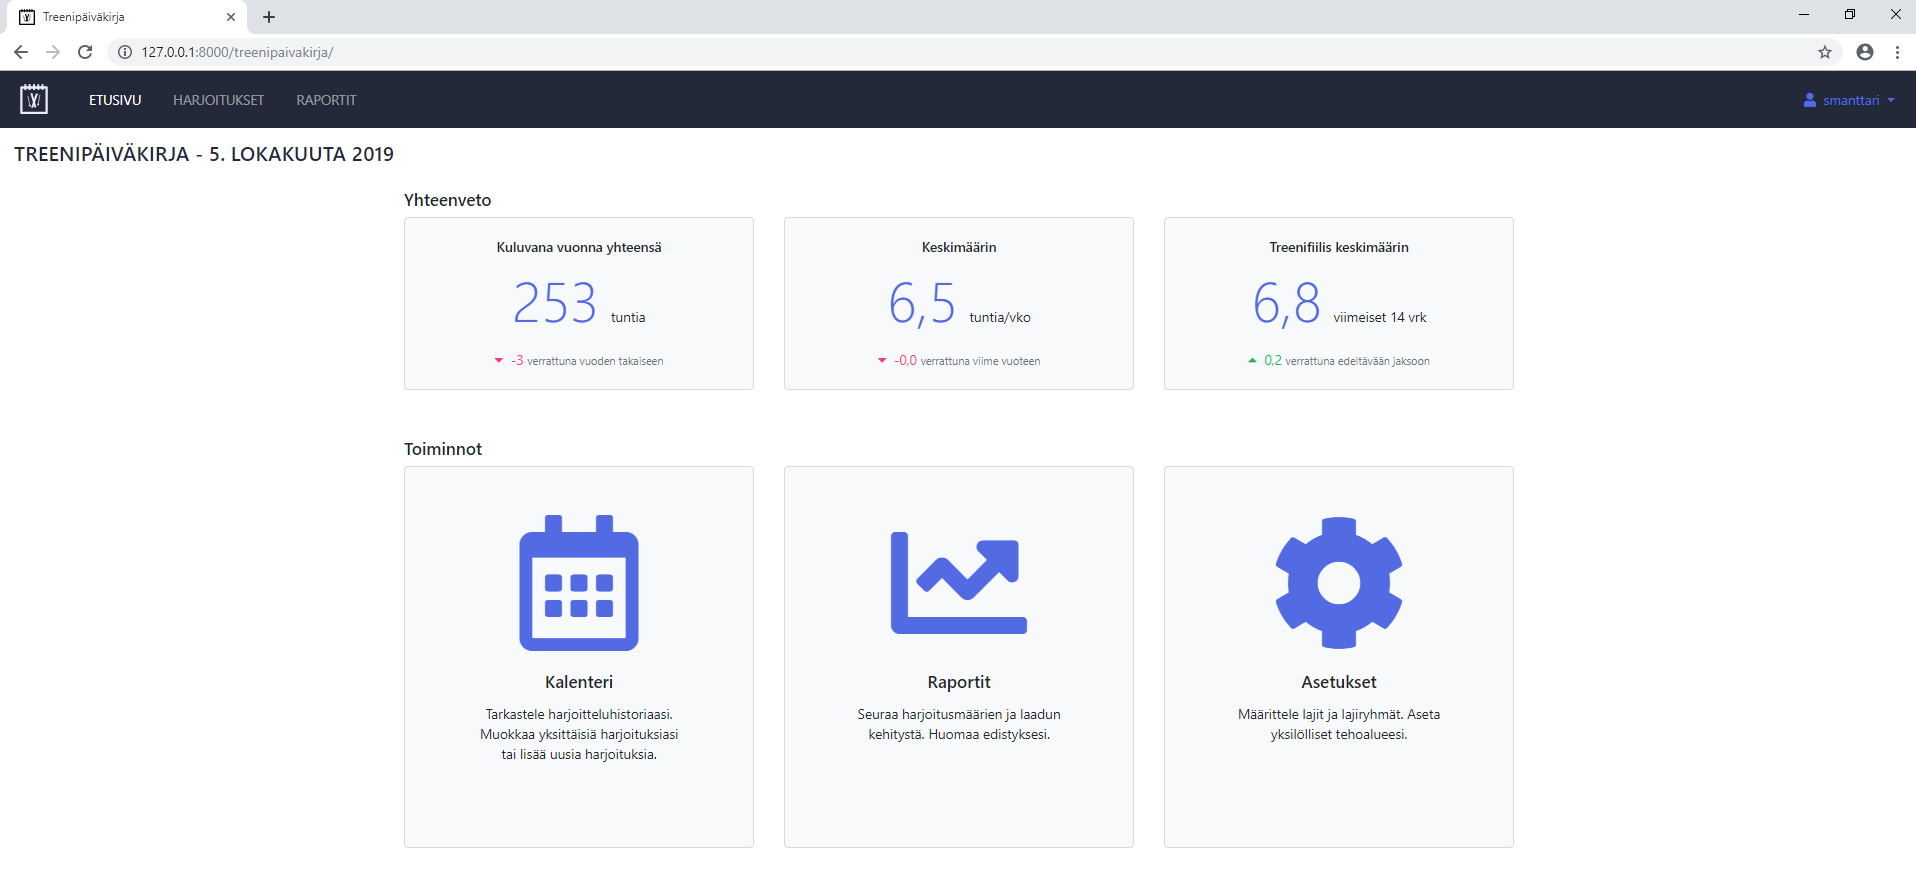 Treenipäiväkirja
127.0.0.1:8000/treenipaivakirja/
ETUSIVU HARJOITUKSET RAPORTIT smanttari
TREENIPÄIVÄKIRJA - 5. LOKAKUUTA 2019
Yhteenveto
Kuluvana vuonna yhteensä
253 tuntia
-3 verrattuna vuoden takaiseen
Keskimäärin
6,5 tuntia/vko
-0,0 verrattuna viime vuoteen
Treenifiilis keskimäärin
6,8 viimeiset 14 vrk
0,2 verrattuna edeltävään jaksoon
Toiminnot
Kalenteri
Tarkastele harjoitteluhistoriaasi.
Muokkaa yksittäisiä harjoituksiasi
tai lisää uusia harjoituksia.
Raportit
Seuraa harjoitusmäärien ja laadun
kehitystä. Huomaa edistyksesi.
Asetukset
Määrittele lajit ja lajiryhmät. Aseta
yksilölliset tehoalueesi.